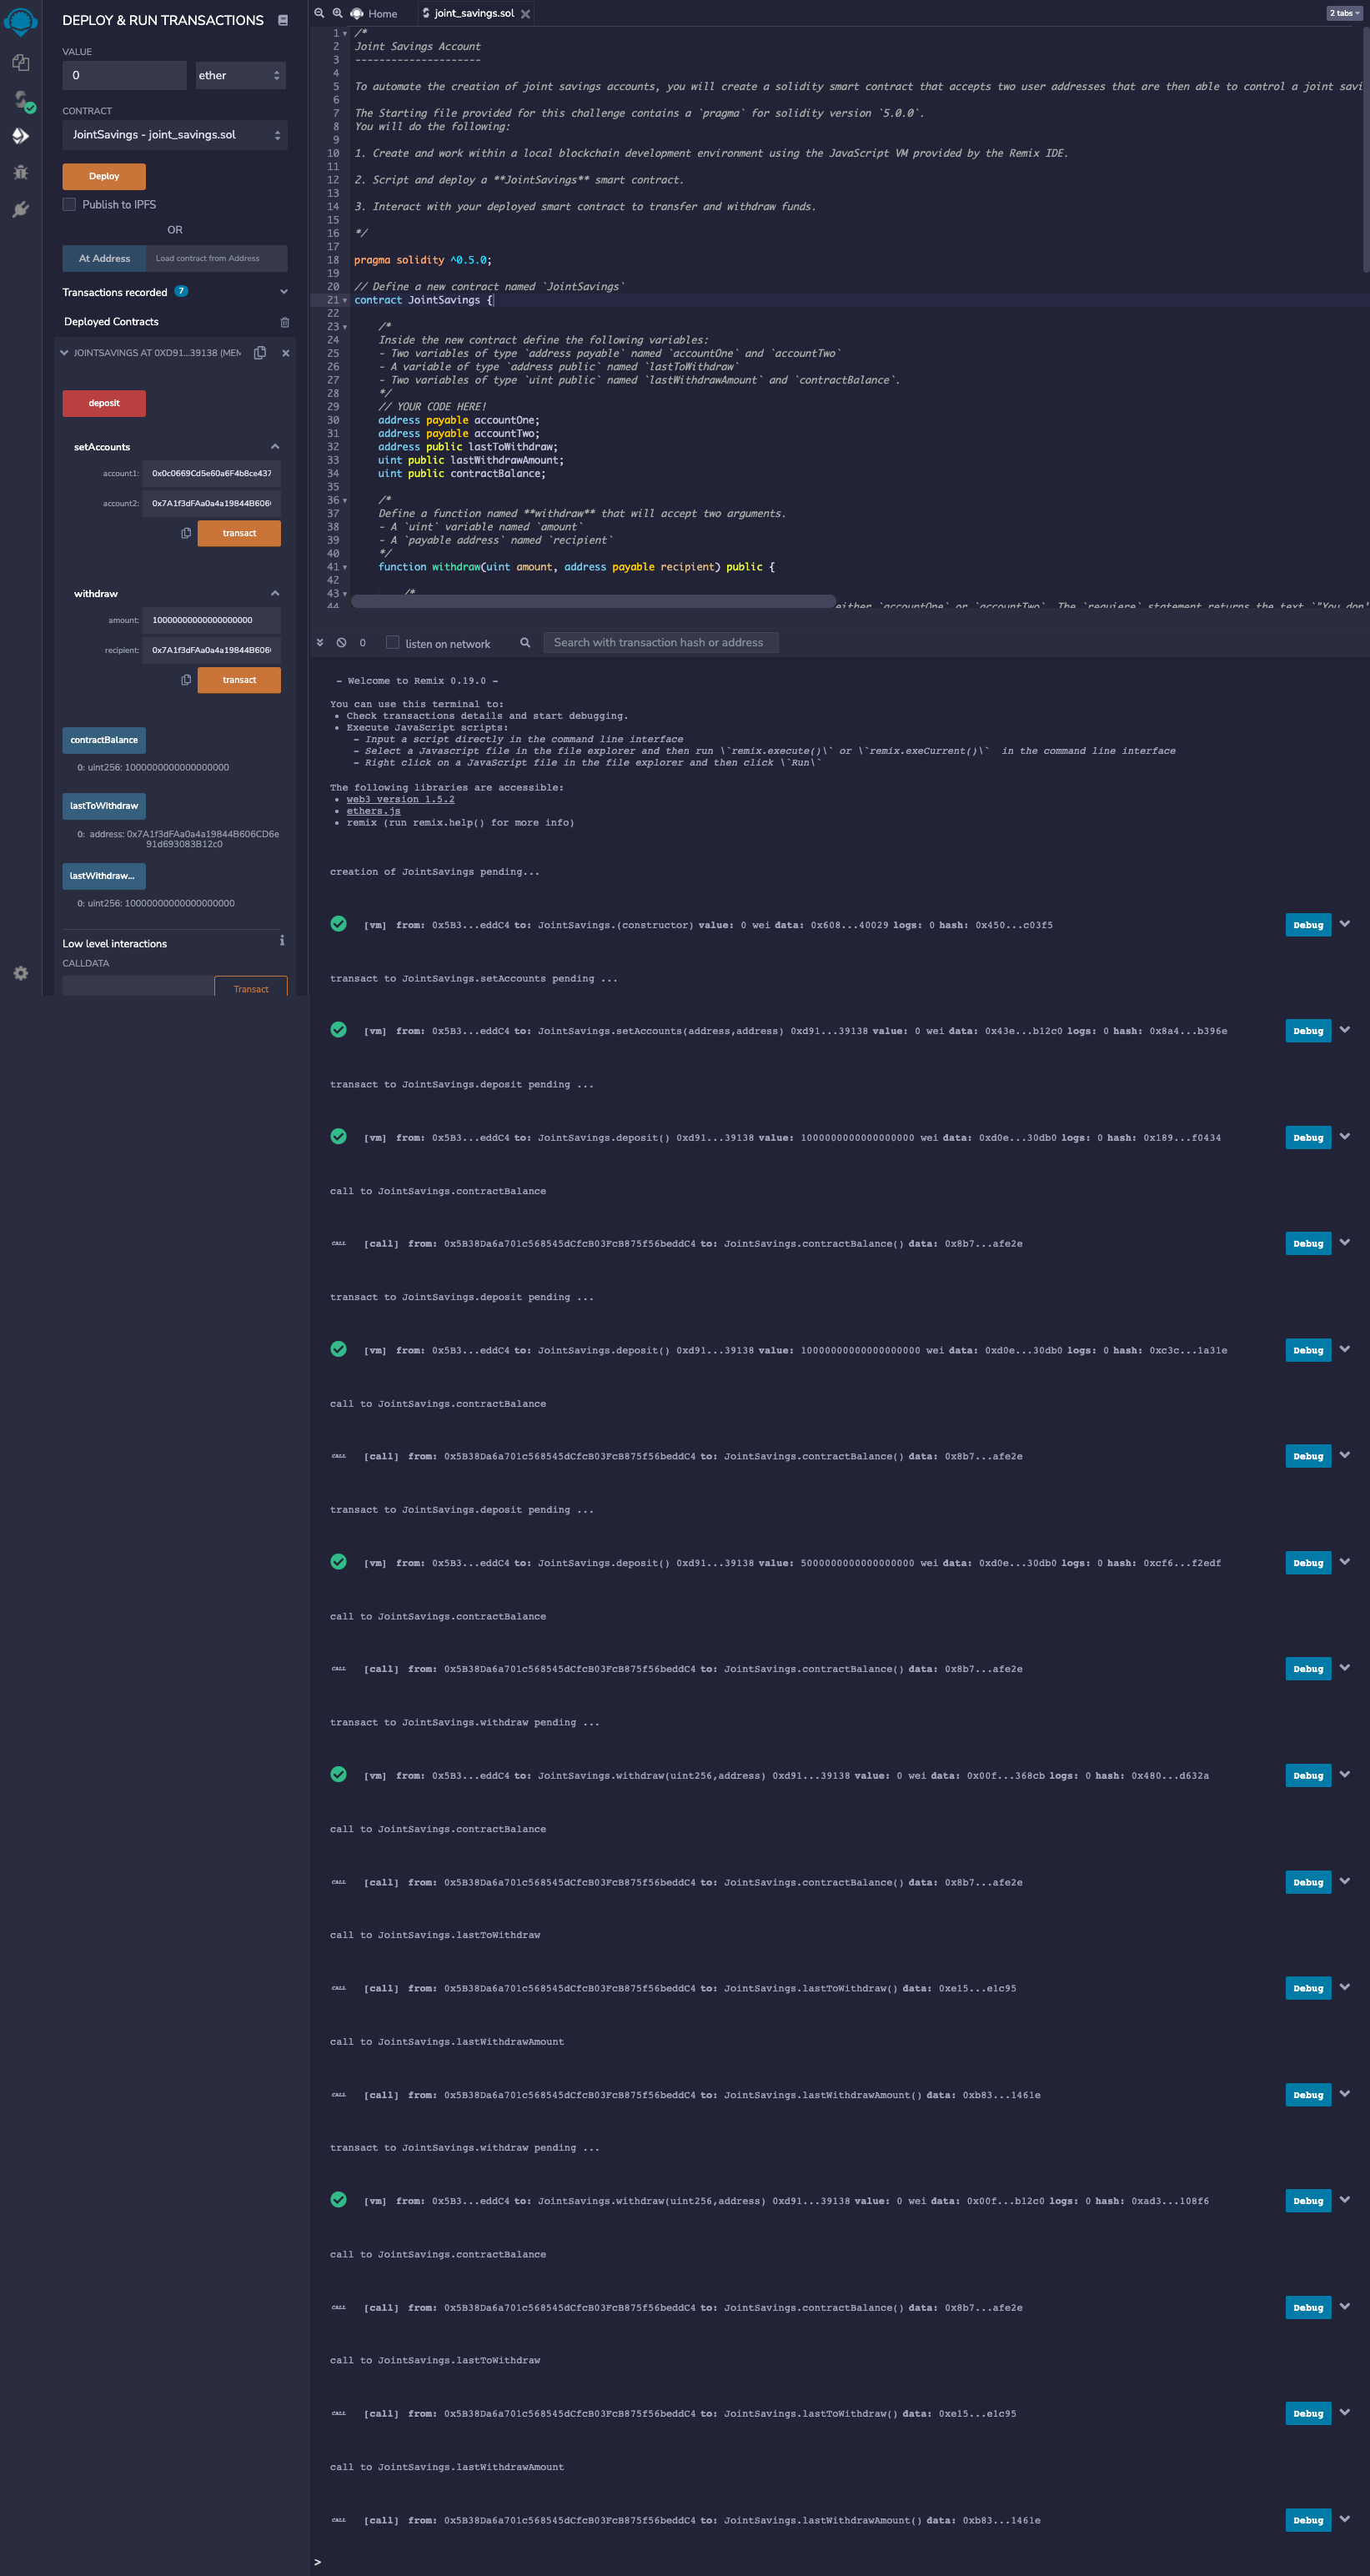 DEPLOY & RUN TRANSACTIONS
VALUE
0
ether
CONTRACT
JointSavings - joint_savings.sol
Deploy
Publish to IPFS
OR
At Address
Load contract from Address
Transactions recorded 7
Deployed Contracts
JOINTSAVINGS AT 0XD91...39138 (MEM
deposit
setAccounts
account1: 0x0c0669Cd5e60a6F4b8ce437
account2: 0x7A1f3dFAa0a4a19844B606
transact
withdraw
amount: 10000000000000000000
recipient: 0x7A1f3dFAa0a4a19844B606
transact
contractBalance
0: uint256: 1000000000000000000
lastToWithdraw
0: address: 0x7A1f3dFAa0a4a19844B606CD6e
91d693083B12c0
lastWithdraw...
0: uint256: 10000000000000000000
Low level interactions
CALLDATA
Transact
Home
joint_savings.sol
2 tabs
1 /*
2 Joint Savings Account
3 ---------------------
4
5 To automate the creation of joint savings accounts, you will create a solidity smart contract that accepts two user addresses that are then able to control a joint savi
6
7 The Starting file provided for this challenge contains a `pragma` for solidity version `5.0.0`.
8 You will do the following:
9
10 1. Create and work within a local blockchain development environment using the JavaScript VM provided by the Remix IDE.
11
12 2. Script and deploy a **JointSavings** smart contract.
13
14 3. Interact with your deployed smart contract to transfer and withdraw funds.
15
16 */
17
18 pragma solidity ^0.5.0;
19
20 // Define a new contract named `JointSavings`
21 contract JointSavings {
22
23 /*
24 Inside the new contract define the following variables:
25 - Two variables of type `address payable` named `accountOne` and `accountTwo`
26 - A variable of type `address public` named `lastToWithdraw`
27 - Two variables of type `uint public` named `lastWithdrawAmount` and `contractBalance`.
28 */
29 // YOUR CODE HERE!
30 address payable accountOne;
31 address payable accountTwo;
32 address public lastToWithdraw;
33 uint public lastWithdrawAmount;
34 uint public contractBalance;
35
36 /*
37 Define a function named **withdraw** that will accept two arguments.
38 - A `uint` variable named `amount`
39 - A `payable address` named `recipient`
40 */
41 function withdraw(uint amount, address payable recipient) public {
42
43 /*
44 either `accountOne` or `accountTwo`. The `requiere` statement returns the text `"You don'
0
listen on network
Search with transaction hash or address
- Welcome to Remix 0.19.0 -
You can use this terminal to:
• Check transactions details and start debugging.
• Execute JavaScript scripts:
- Input a script directly in the command line interface
- Select a Javascript file in the file explorer and then run \`remix.execute()\` or \`remix.exeCurrent()\` in the command line interface
- Right click on a JavaScript file in the file explorer and then click \`Run\`
The following libraries are accessible:
• web3 version 1.5.2
• ethers.js
• remix (run remix.help() for more info)
creation of JointSavings pending...
[vm] from: 0x5B3...eddC4 to: JointSavings.(constructor) value: 0 wei data: 0x608...40029 logs: 0 hash: 0x450...c03f5 Debug
transact to JointSavings.setAccounts pending ...
[vm] from: 0x5B3...eddC4 to: JointSavings.setAccounts(address,address) 0xd91...39138 value: 0 wei data: 0x43e...b12c0 logs: 0 hash: 0x8a4...b396e Debug
transact to JointSavings.deposit pending ...
[vm] from: 0x5B3...eddC4 to: JointSavings.deposit() 0xd91...39138 value: 1000000000000000000 wei data: 0xd0e...30db0 logs: 0 hash: 0x189...f0434 Debug
call to JointSavings.contractBalance
CALL [call] from: 0x5B38Da6a701c568545dCfcB03FcB875f56beddC4 to: JointSavings.contractBalance() data: 0x8b7...afe2e Debug
transact to JointSavings.deposit pending ...
[vm] from: 0x5B3...eddC4 to: JointSavings.deposit() 0xd91...39138 value: 10000000000000000000 wei data: 0xd0e...30db0 logs: 0 hash: 0xc3c...1a31e Debug
call to JointSavings.contractBalance
CALL [call] from: 0x5B38Da6a701c568545dCfcB03FcB875f56beddC4 to: JointSavings.contractBalance() data: 0x8b7...afe2e Debug
transact to JointSavings.deposit pending ...
[vm] from: 0x5B3...eddC4 to: JointSavings.deposit() 0xd91...39138 value: 5000000000000000000 wei data: 0xd0e...30db0 logs: 0 hash: 0xcf6...f2edf Debug
call to JointSavings.contractBalance
CALL [call] from: 0x5B38Da6a701c568545dCfcB03FcB875f56beddC4 to: JointSavings.contractBalance() data: 0x8b7...afe2e Debug
transact to JointSavings.withdraw pending ...
[vm] from: 0x5B3...eddC4 to: JointSavings.withdraw(uint256,address) 0xd91...39138 value: 0 wei data: 0x00f...368cb logs: 0 hash: 0x480...d632a Debug
call to JointSavings.contractBalance
CALL [call] from: 0x5B38Da6a701c568545dCfcB03FcB875f56beddC4 to: JointSavings.contractBalance() data: 0x8b7...afe2e Debug
call to JointSavings.lastToWithdraw
CALL [call] from: 0x5B38Da6a701c568545dCfcB03FcB875f56beddC4 to: JointSavings.lastToWithdraw() data: 0xe15...e1c95 Debug
call to JointSavings.lastWithdrawAmount
CALL [call] from: 0x5B38Da6a701c568545dCfcB03FcB875f56beddC4 to: JointSavings.lastWithdrawAmount() data: 0xb83...1461e Debug
transact to JointSavings.withdraw pending ...
[vm] from: 0x5B3...eddC4 to: JointSavings.withdraw(uint256,address) 0xd91...39138 value: 0 wei data: 0x00f...b12c0 logs: 0 hash: 0xad3...108f6 Debug
call to JointSavings.contractBalance
CALL [call] from: 0x5B38Da6a701c568545dCfcB03FcB875f56beddC4 to: JointSavings.contractBalance() data: 0x8b7...afe2e Debug
call to JointSavings.lastToWithdraw
CALL [call] from: 0x5B38Da6a701c568545dCfcB03FcB875f56beddC4 to: JointSavings.lastToWithdraw() data: 0xe15...e1c95 Debug
call to JointSavings.lastWithdrawAmount
CALL [call] from: 0x5B38Da6a701c568545dCfcB03FcB875f56beddC4 to: JointSavings.lastWithdrawAmount() data: 0xb83...1461e Debug
>